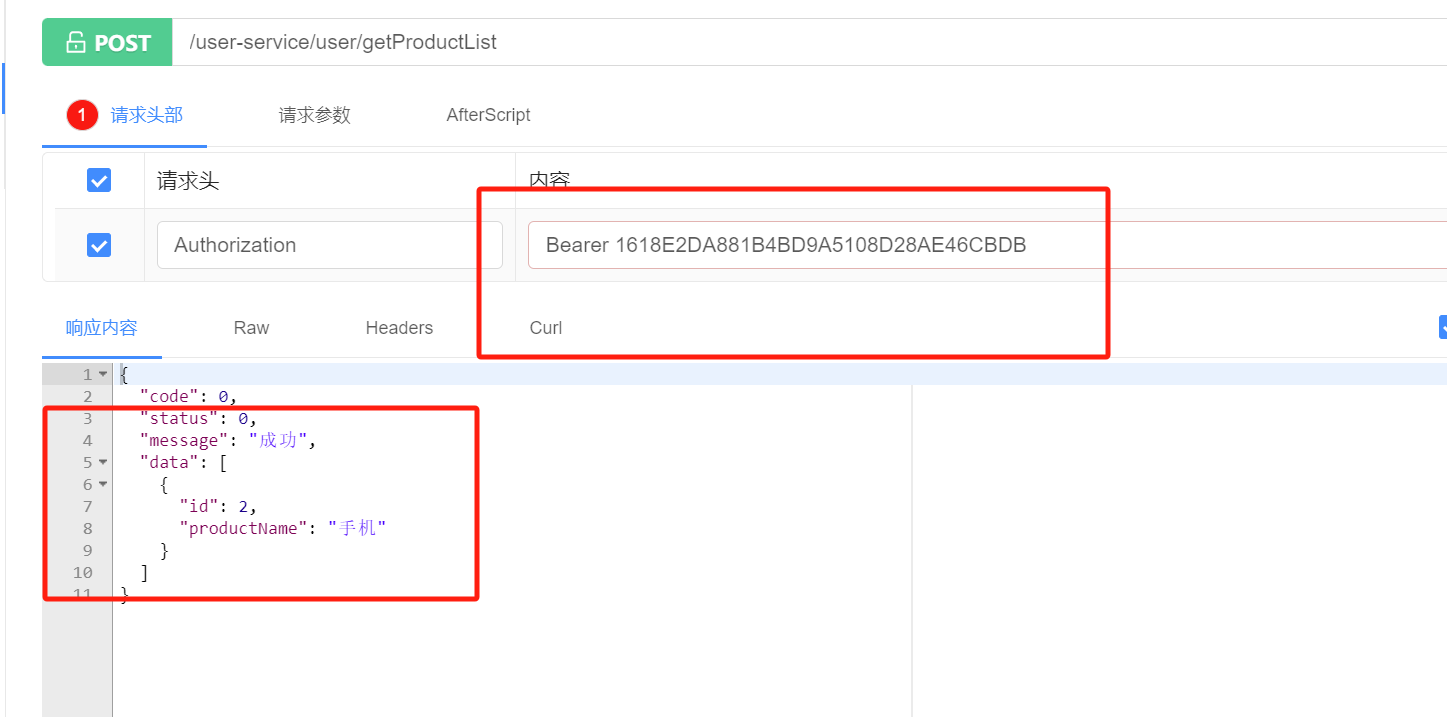 POST /user-service/user/getProductList
1 请求头部 请求参数 AfterScript
请求头 内容
Authorization Bearer 1618E2DA881B4BD9A5108D28AE46CBDB
响应内容 Raw Headers Curl
1 {
2 "code": 0,
3 "status": 0,
4 "message": "成功",
5 "data": [
6 {
7 "id": 2,
8 "productName": "手机"
9 }
10 ]
11 }